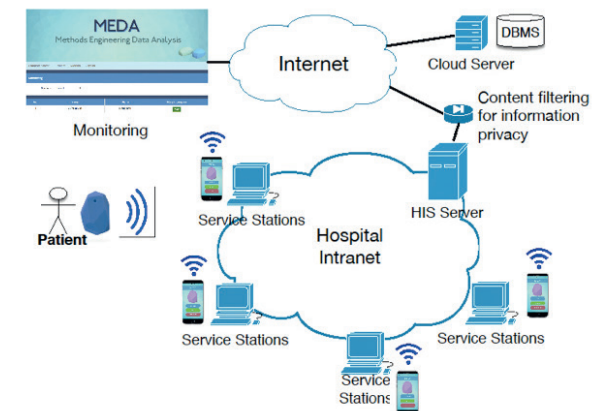 MEDA
Methods Engineering Data Analysis
Monitoring
Internet
DBMS
Cloud Server
Content filtering
for information
privacy
HIS Server
Service Stations
Patient
Hospital
Intranet
Service Stations
Service Stations
Service
Stations